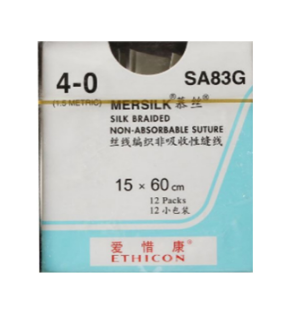 4-0 SA83G
(1.5 METRIC) MERSILK® 慕丝®
SILK BRAIDED
NON-ABSORBABLE SUTURE
丝线编织非吸收性缝线
15 × 60 cm
12 Packs
12 小包装
爱惜康®
ETHICON